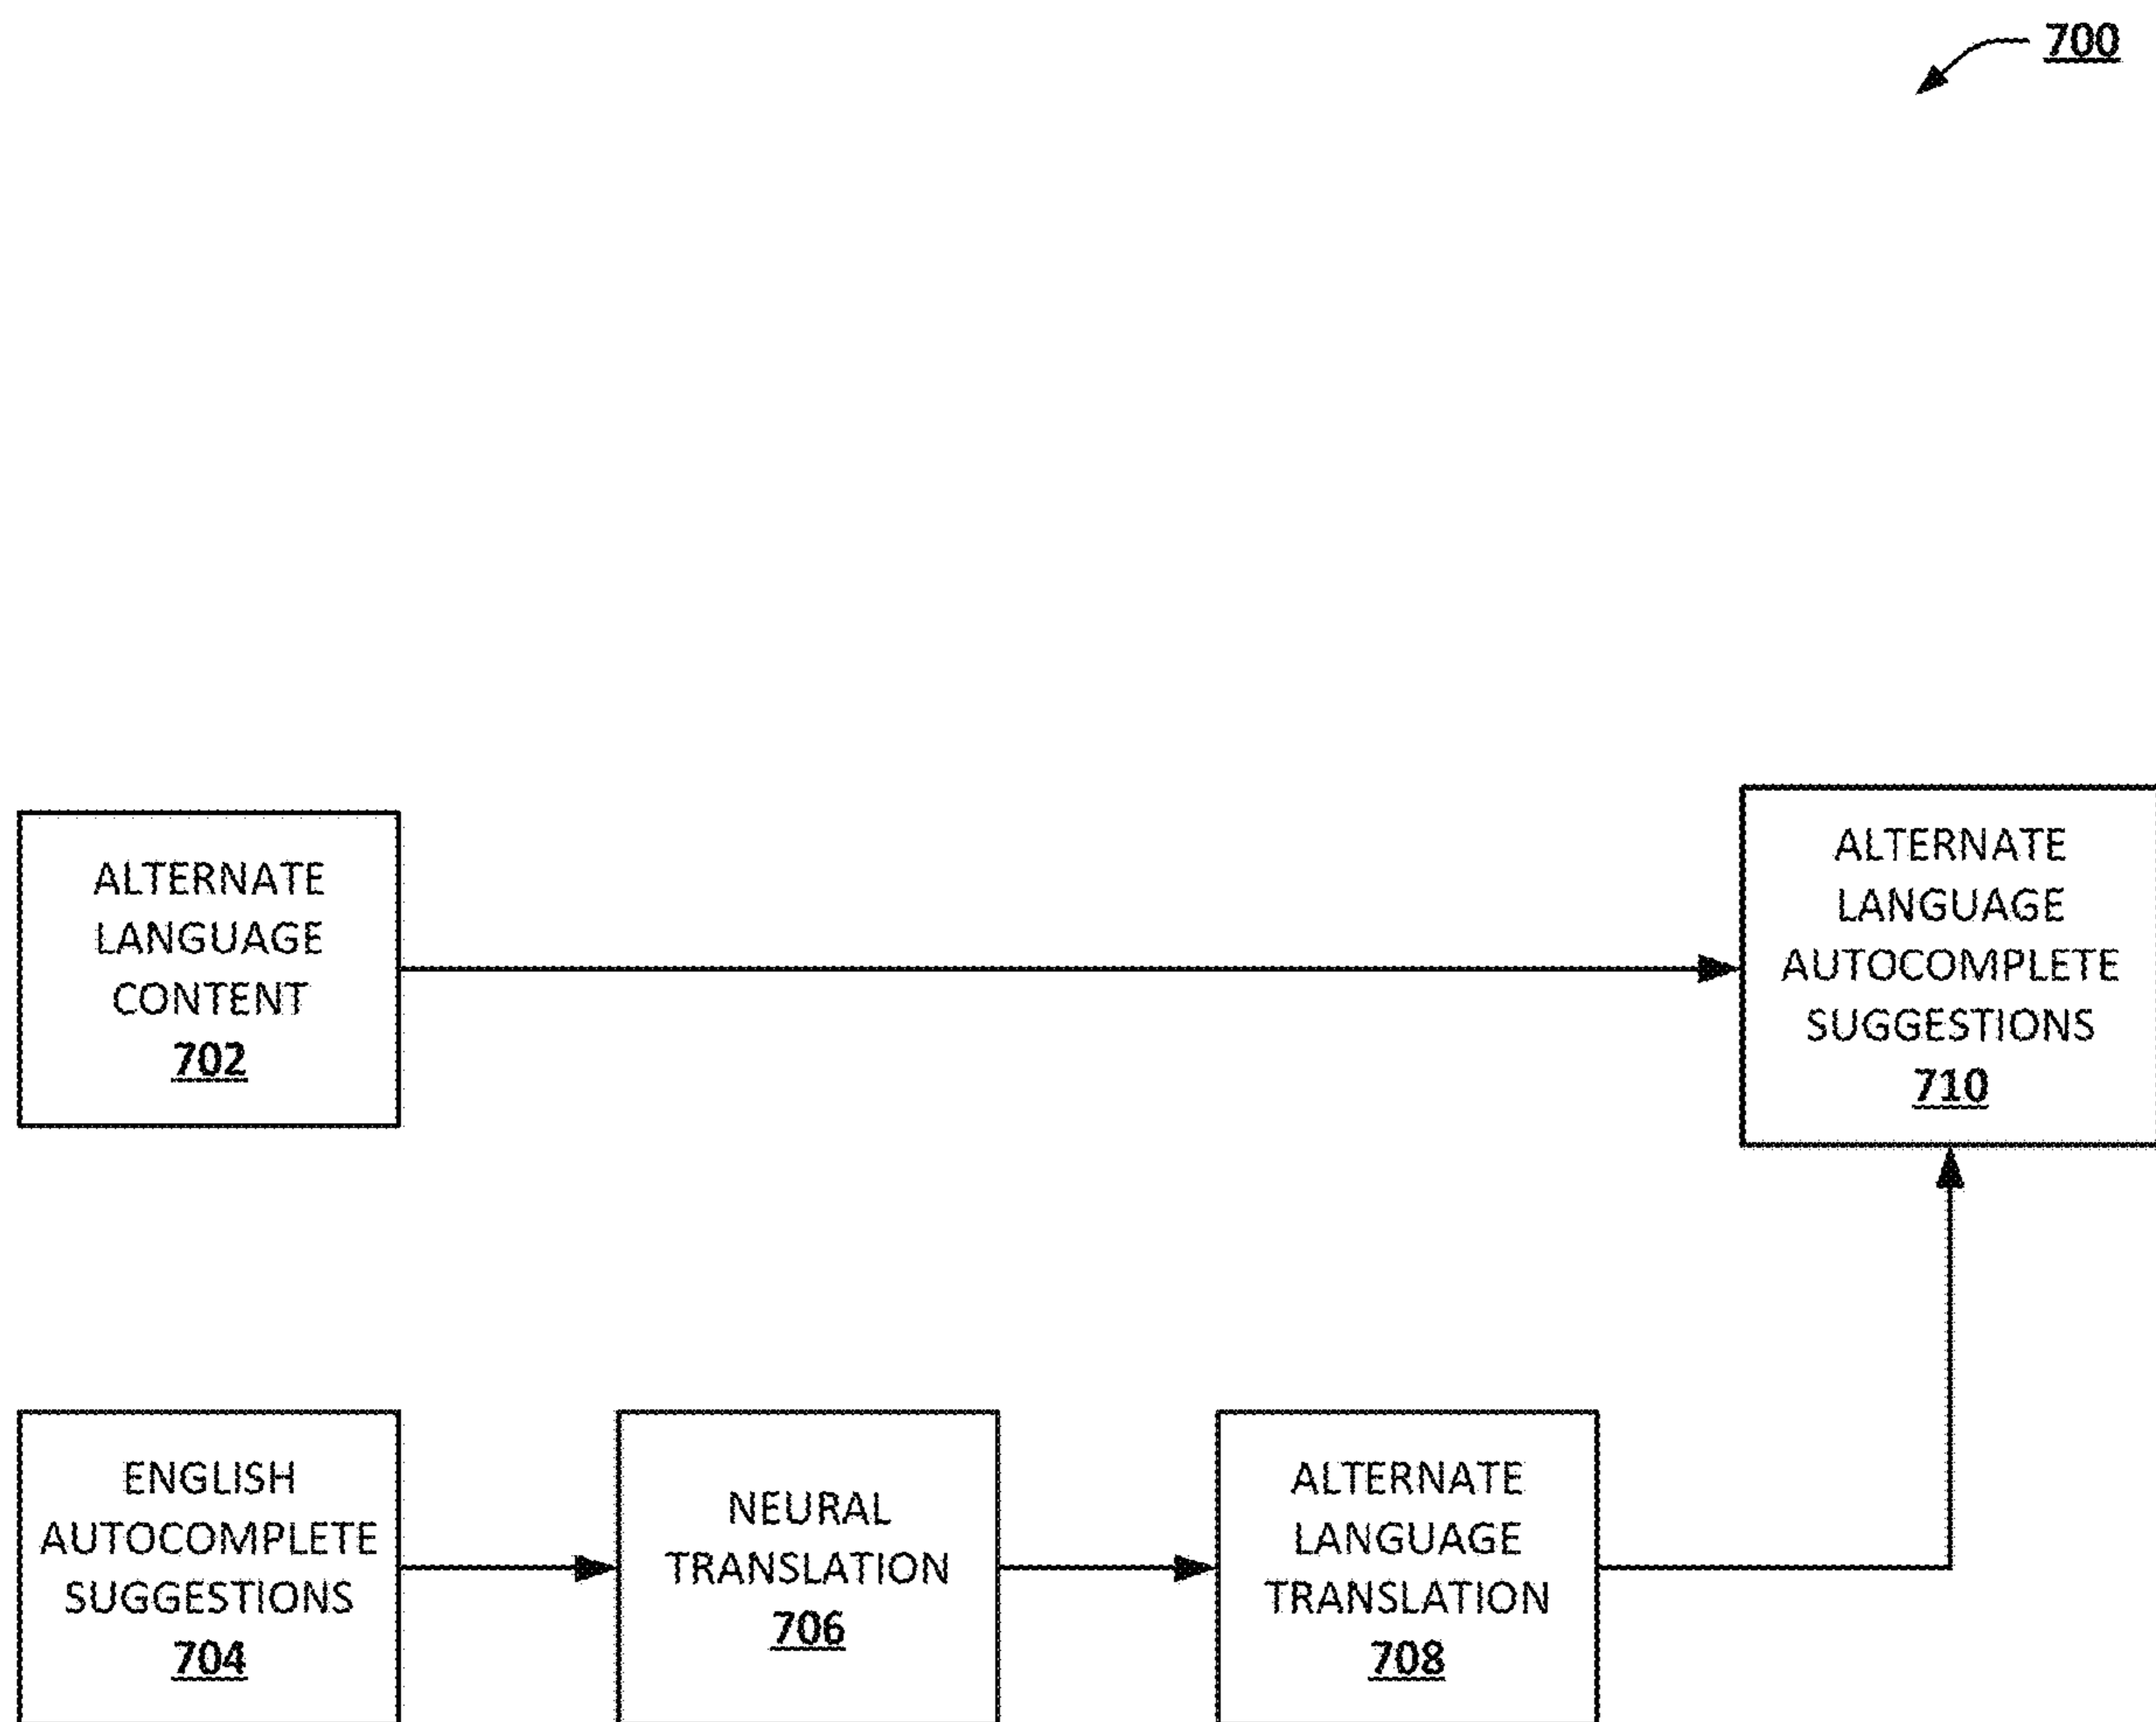 700
ALTERNATE
LANGUAGE
CONTENT
702
ALTERNATE
LANGUAGE
AUTOCOMPLETE
SUGGESTIONS
710
ENGLISH
AUTOCOMPLETE
SUGGESTIONS
704
NEURAL
TRANSLATION
706
ALTERNATE
LANGUAGE
TRANSLATION
708